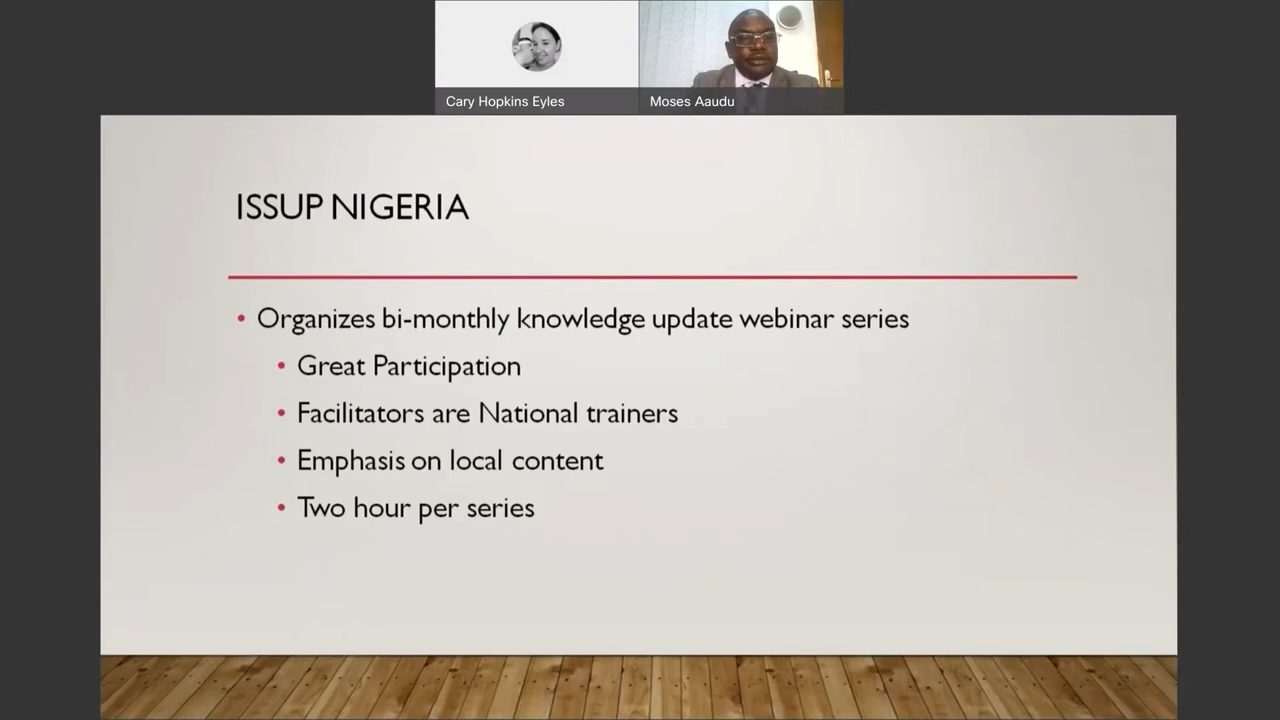 Cary Hopkins Eyles
Moses Aaudu
ISSUP NIGERIA
• Organizes bi-monthly knowledge update webinar series
• Great Participation
• Facilitators are National trainers
• Emphasis on local content
• Two hour per series